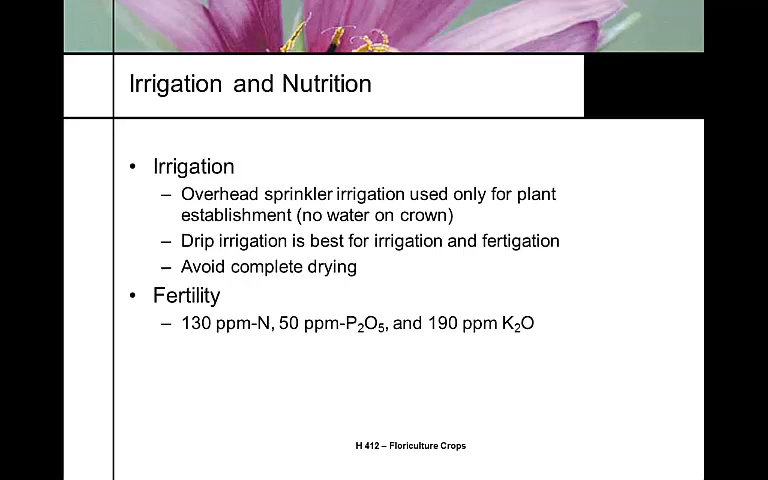 Irrigation and Nutrition
• Irrigation
– Overhead sprinkler irrigation used only for plant
establishment (no water on crown)
– Drip irrigation is best for irrigation and fertigation
– Avoid complete drying
• Fertility
– 130 ppm-N, 50 ppm-P₂O₅, and 190 ppm K₂O
H 412 – Floriculture Crops